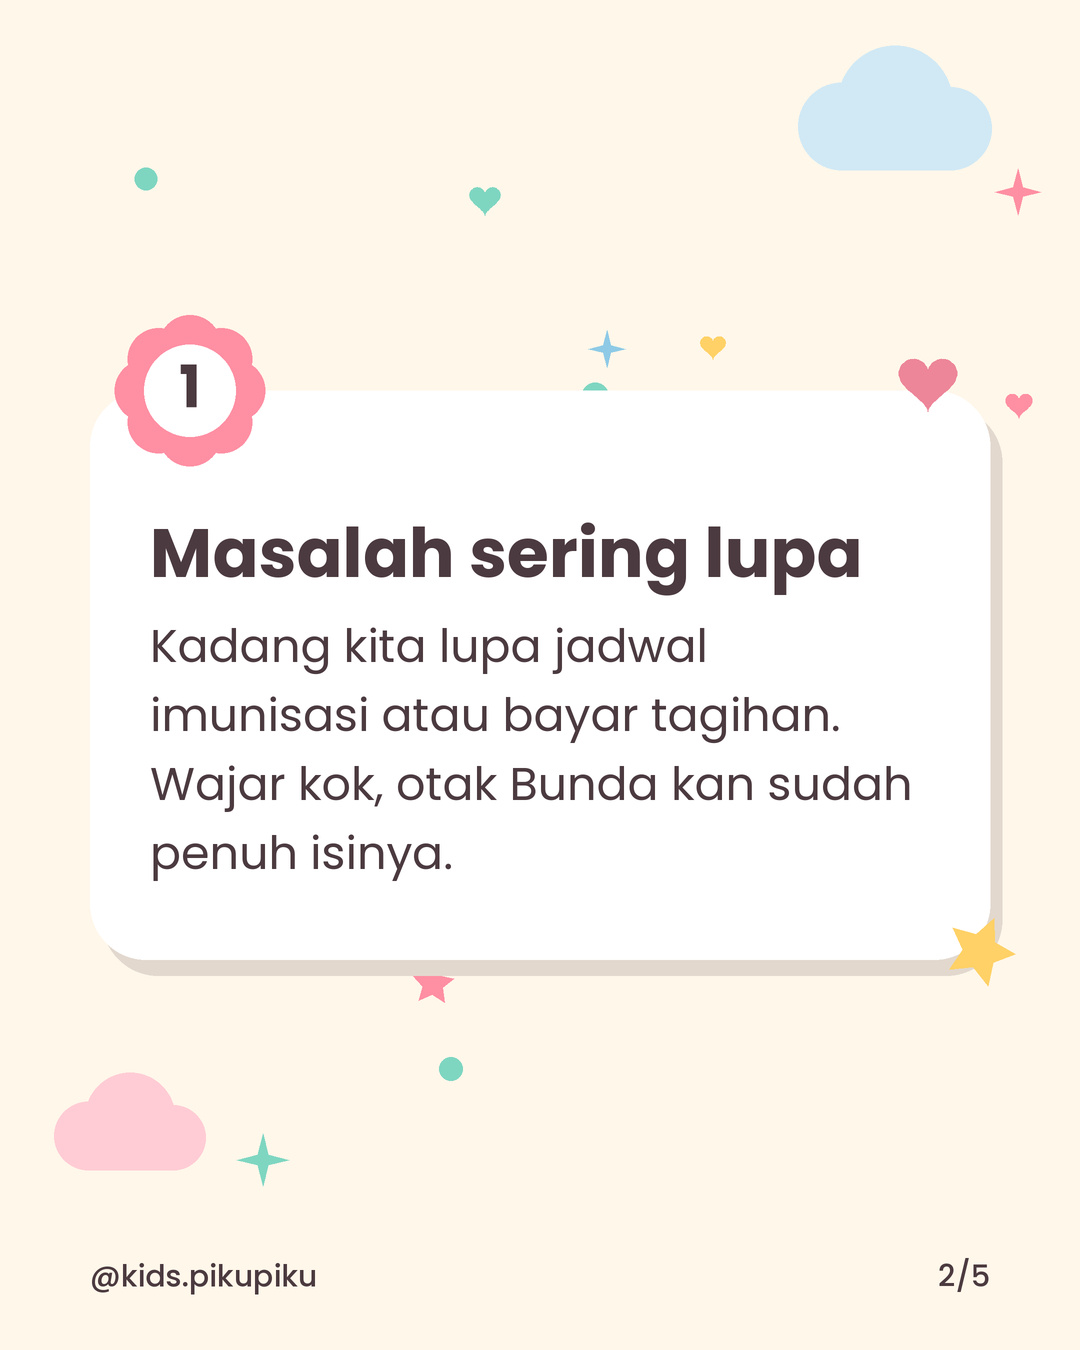 1
Masalah sering lupa
Kadang kita lupa jadwal
imunisasi atau bayar tagihan.
Wajar kok, otak Bunda kan sudah
penuh isinya.
@kids.pikupiku
2/5